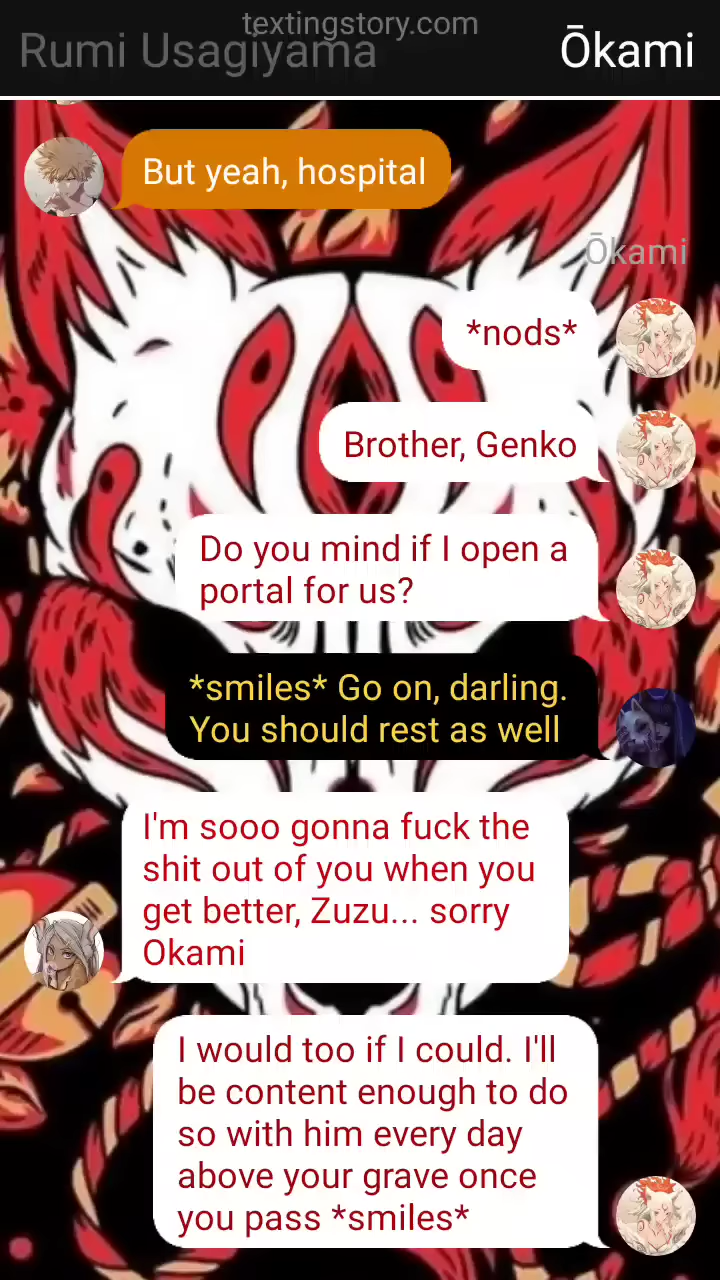 textingstory.com
Rumi Usagiyama
Ōkami
But yeah, hospital
Ōkami
*nods*
Brother, Genko
Do you mind if I open a
portal for us?
*smiles* Go on, darling.
You should rest as well
I'm sooo gonna fuck the
shit out of you when you
get better, Zuzu... sorry
Okami
I would too if I could. I'll
be content enough to do
so with him every day
above your grave once
you pass *smiles*